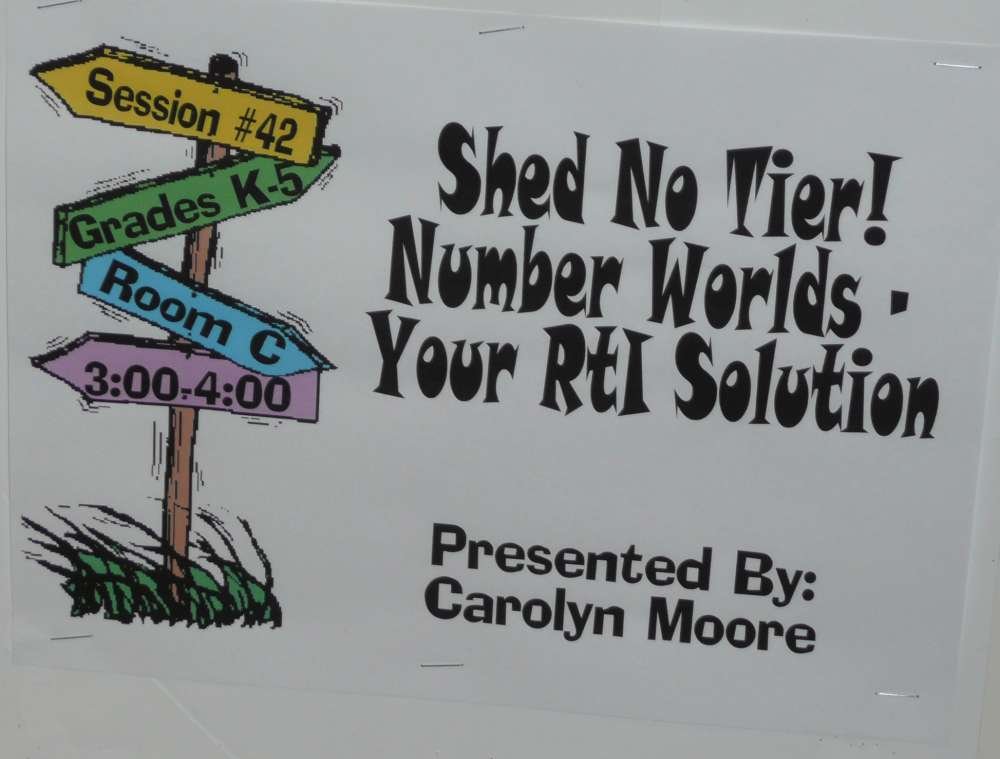 Session #42
Grades K-5
Room C
3:00-4:00
Shed No Tier!
Number Worlds -
Your RtI Solution
Presented By:
Carolyn Moore